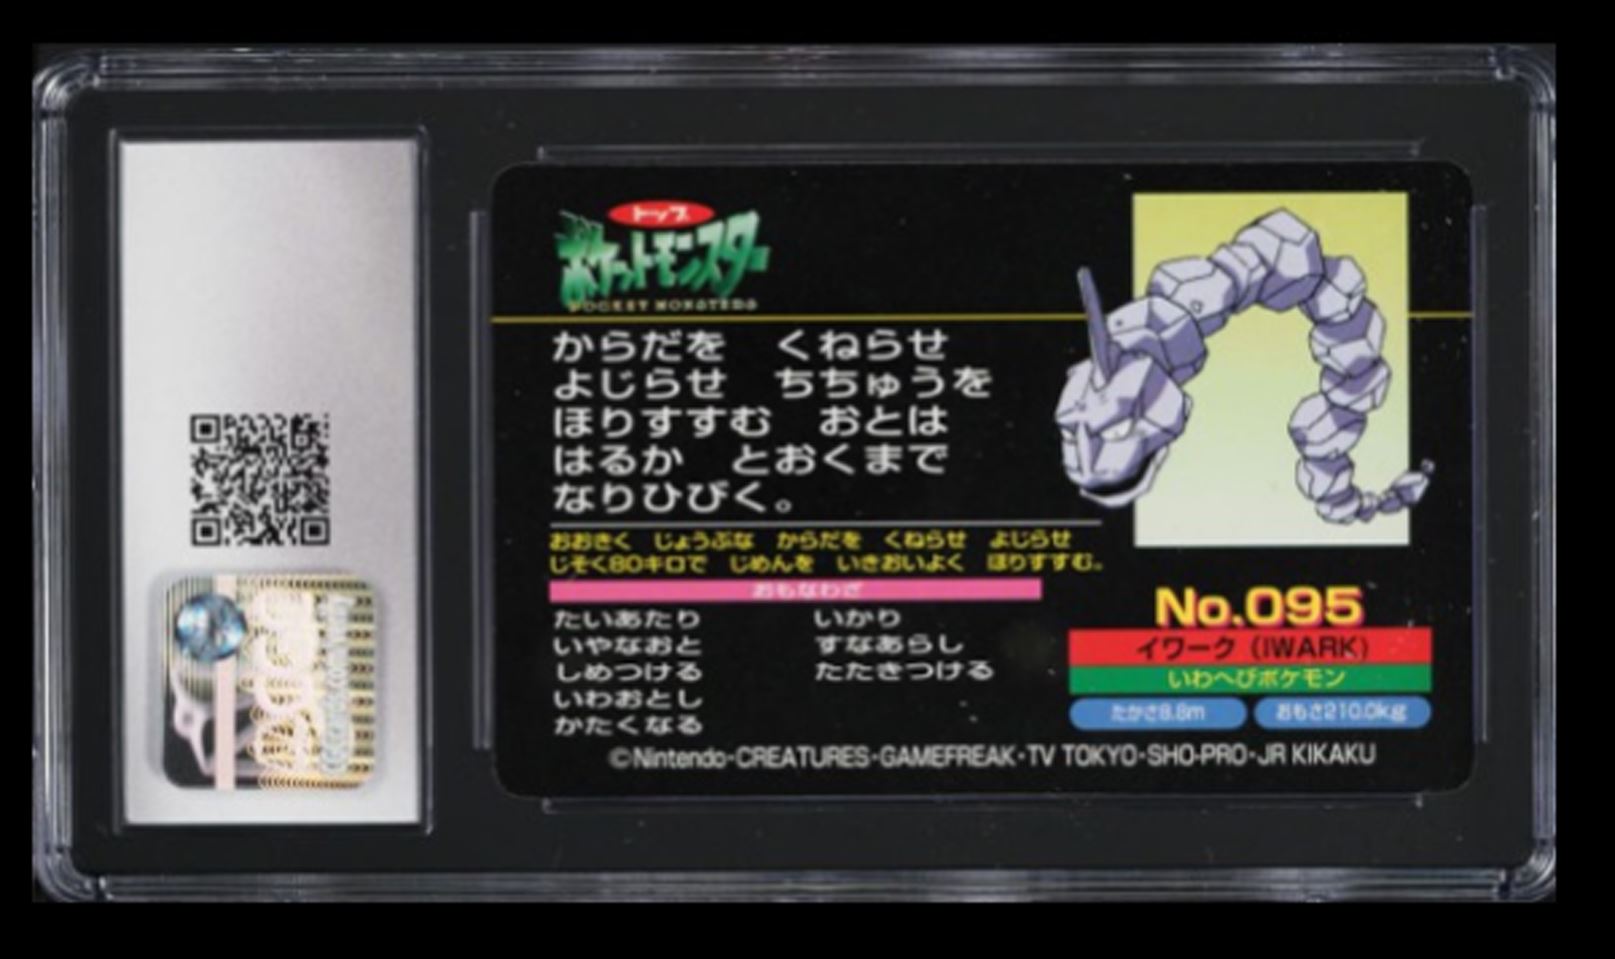 トップ
ポケットモンスター
POCKET MONSTERS
からだを　くねらせ
よじらせ　ちちゅうを
ほりすすむ　おとは
はるか　とおくまで
なりひびく。
おおきく　じょうぶな　からだを　くねらせ　よじらせ
じそく80キロで　じめんを　いきおいよく　ほりすすむ。
おもなわざ
たいあたり　いかり
いやなおと　すなあらし
しめつける　たたきつける
いわおとし
かたくなる
No.095
イワーク（IWARK）
いわへびポケモン
たかさ8.8m　おもさ210.0kg
©Nintendo·CREATURES·GAMEFREAK·TV TOKYO·SHO-PRO·JR KIKAKU